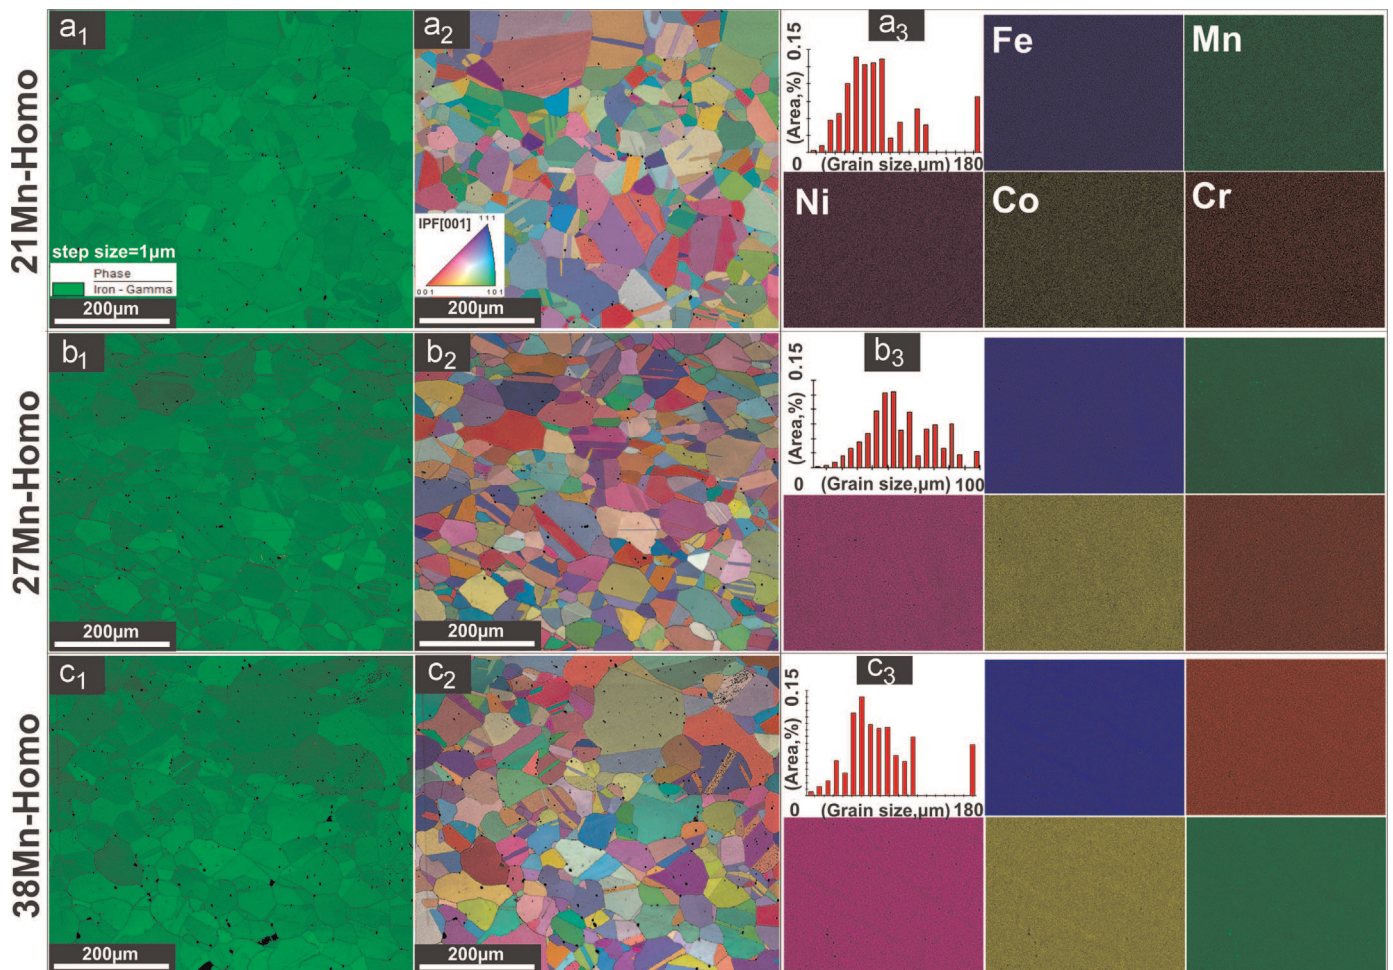 21Mn-Homo
a1
step size=1µm
Phase
Iron - Gamma
200µm
a2
IPF[001]
111
001
101
200µm
a3
0.15
(Area,%)
0
(Grain size,µm)
180
Fe
Mn
Ni
Co
Cr
27Mn-Homo
b1
200µm
b2
200µm
b3
0.15
(Area,%)
0
(Grain size,µm)
100
38Mn-Homo
c1
200µm
c2
200µm
c3
0.15
(Area,%)
0
(Grain size,µm)
180